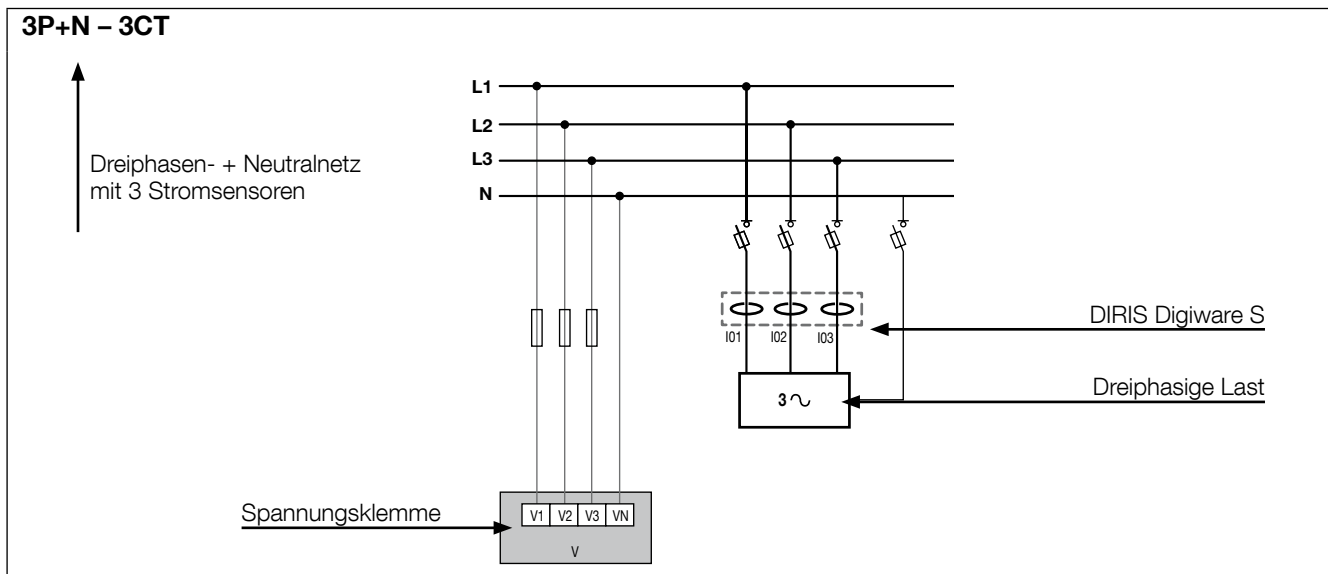 3P+N – 3CT
Dreiphasen- + Neutralnetz
mit 3 Stromsensoren
L1
L2
L3
N
I01 I02 I03
DIRIS Digiware S
Dreiphasige Last
3
Spannungsklemme
V1 V2 V3 VN
V